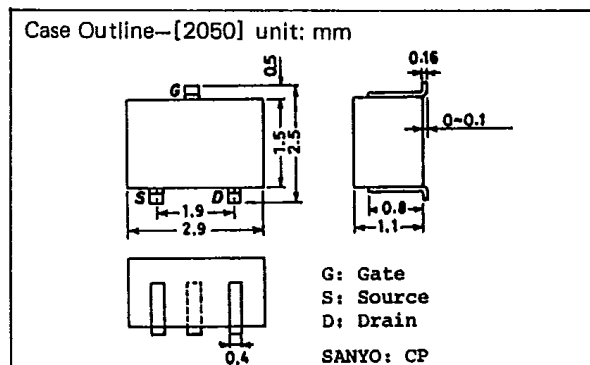 Case Outline—[2050] unit: mm
0.5
0.16
G
0~0.1
1.5
2.5
S
D
1.9
2.9
0.8
1.1
G: Gate
S: Source
D: Drain
0.4
SANYO: CP